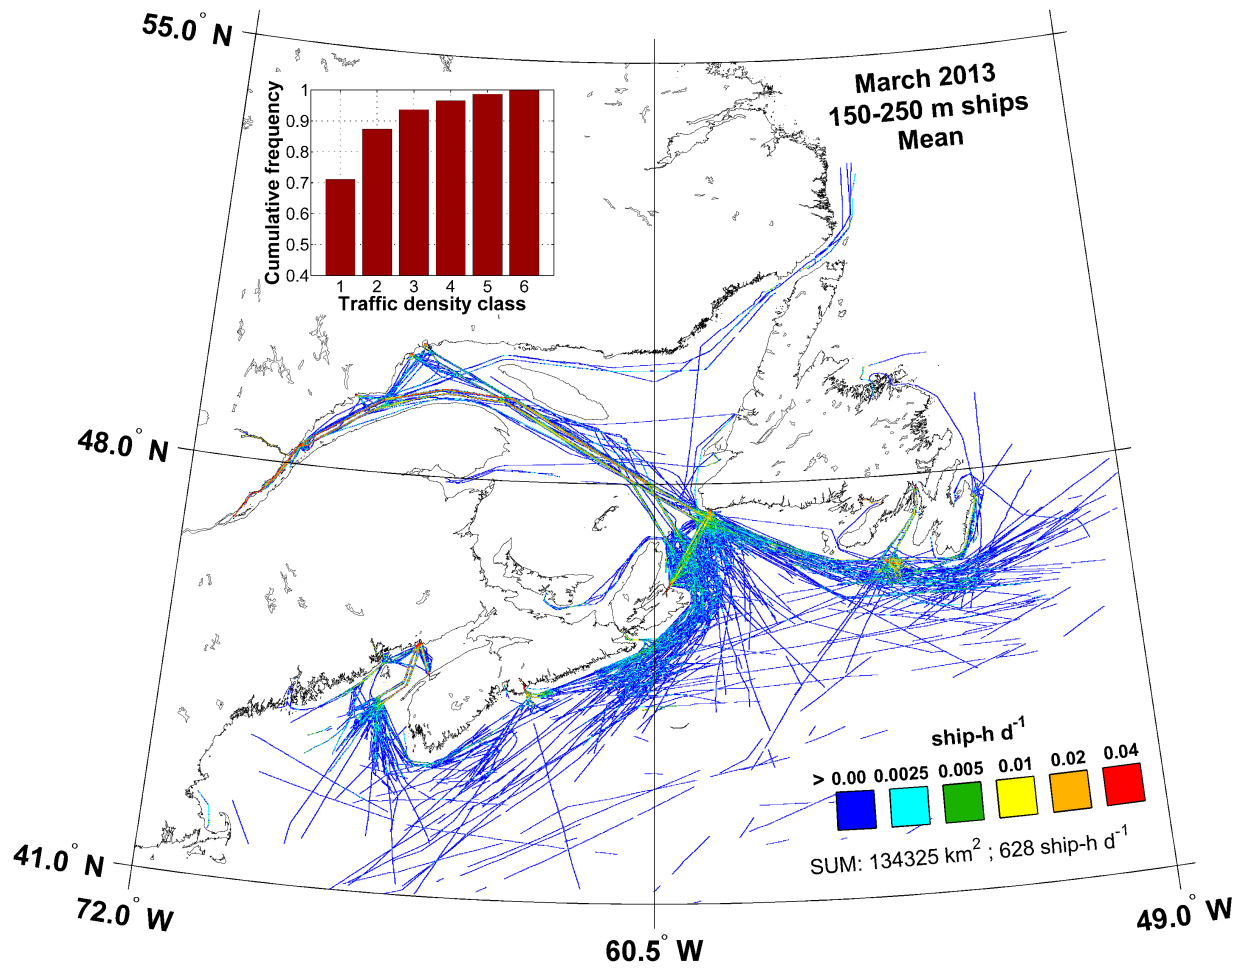 55.0° N
March 2013
150-250 m ships
Mean
Cumulative frequency
1
0.9
0.8
0.7
0.6
0.5
0.4
1 2 3 4 5 6
Traffic density class
48.0° N
ship-h d⁻¹
> 0.00 0.0025 0.005 0.01 0.02 0.04
SUM: 134325 km² ; 628 ship-h d⁻¹
41.0° N
72.0° W
60.5° W
49.0° W